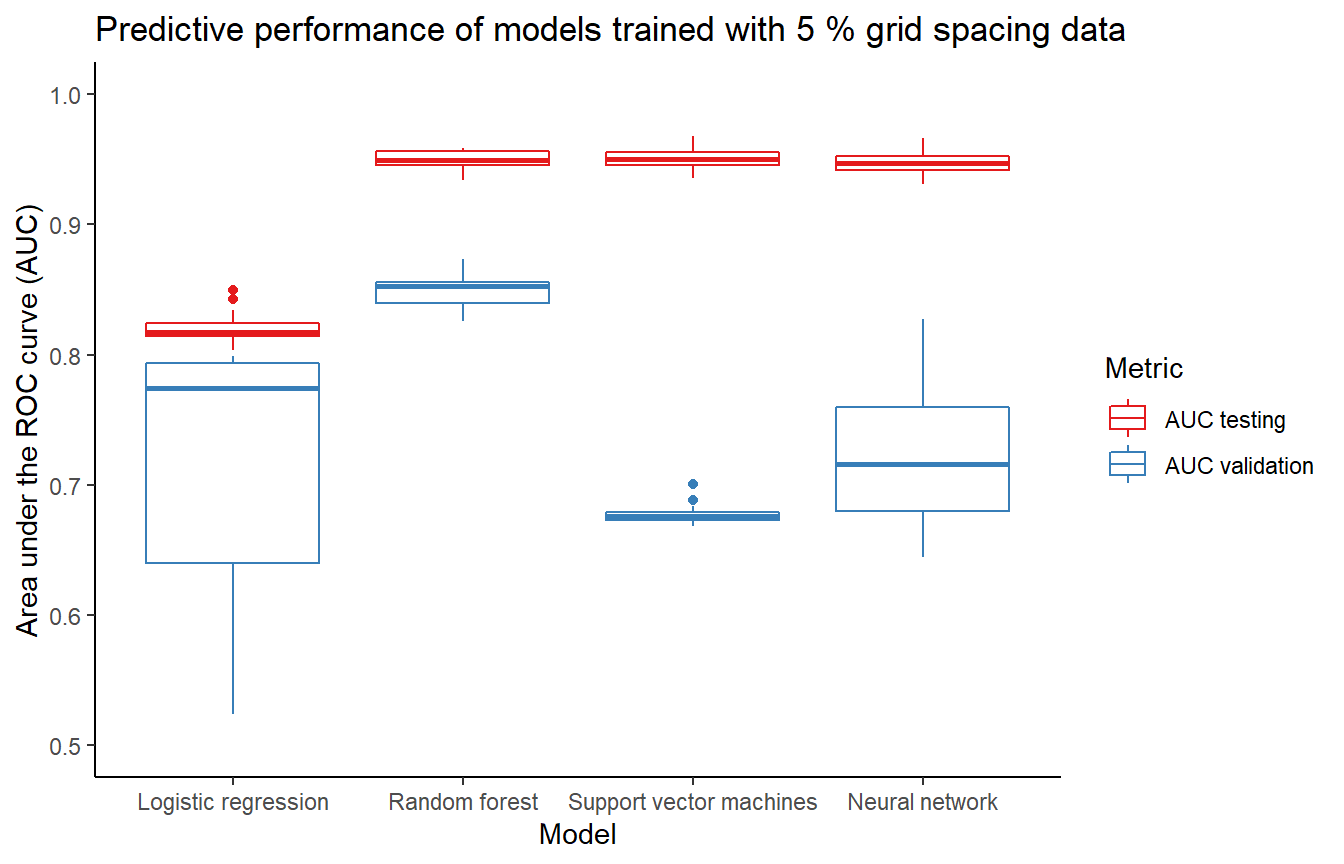 Predictive performance of models trained with 5 % grid spacing data
Area under the ROC curve (AUC)
1.0
0.9
0.8
0.7
0.6
0.5
Logistic regression
Random forest
Support vector machines
Neural network
Model
Metric
AUC testing
AUC validation